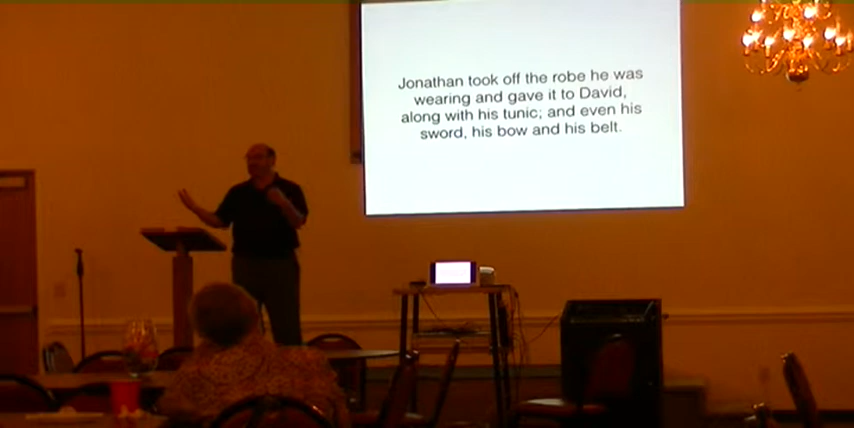 Jonathan took off the robe he was
wearing and gave it to David,
along with his tunic; and even his
sword, his bow and his belt.